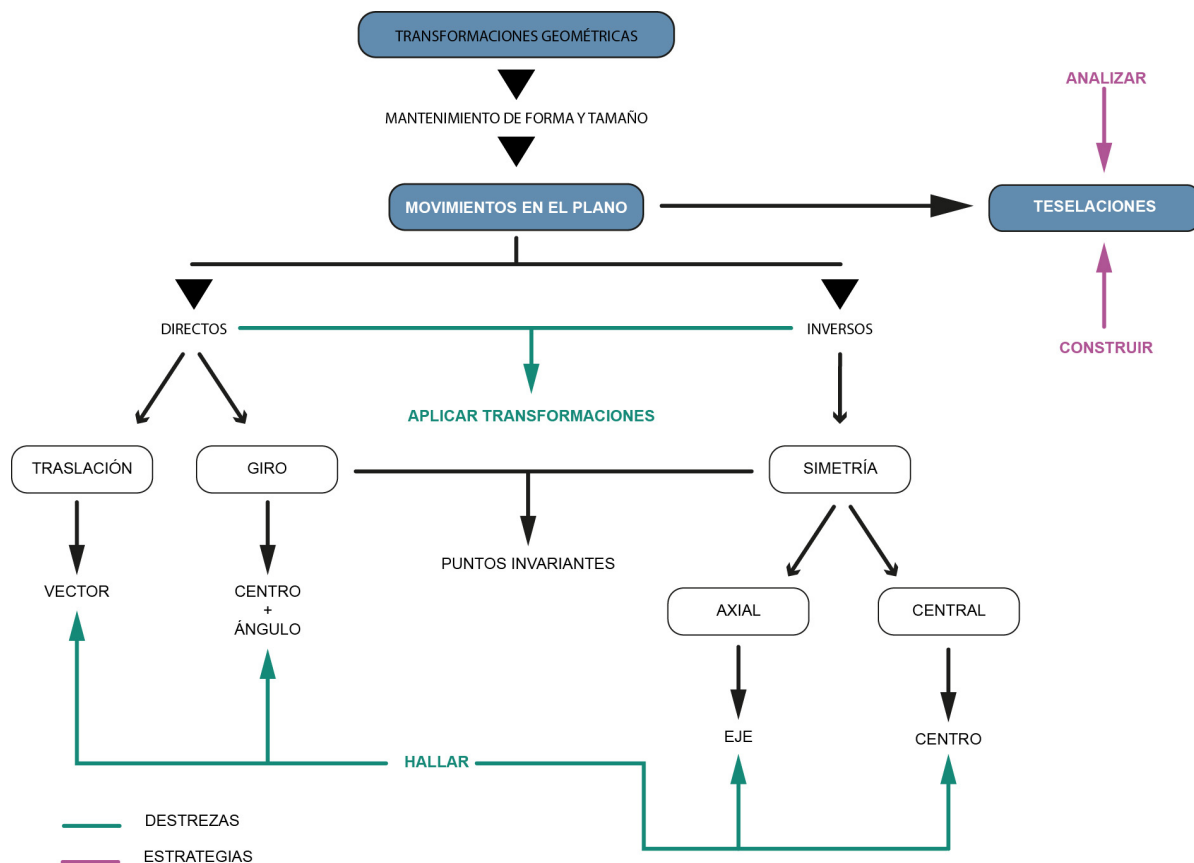 TRANSFORMACIONES GEOMÉTRICAS
ANALIZAR
MANTENIMIENTO DE FORMA Y TAMAÑO
MOVIMIENTOS EN EL PLANO
TESELACIONES
DIRECTOS
INVERSOS
CONSTRUIR
APLICAR TRANSFORMACIONES
TRASLACIÓN
GIRO
SIMETRÍA
PUNTOS INVARIANTES
VECTOR
CENTRO
+
ÁNGULO
AXIAL
CENTRAL
EJE
CENTRO
HALLAR
DESTREZAS
ESTRATEGIAS